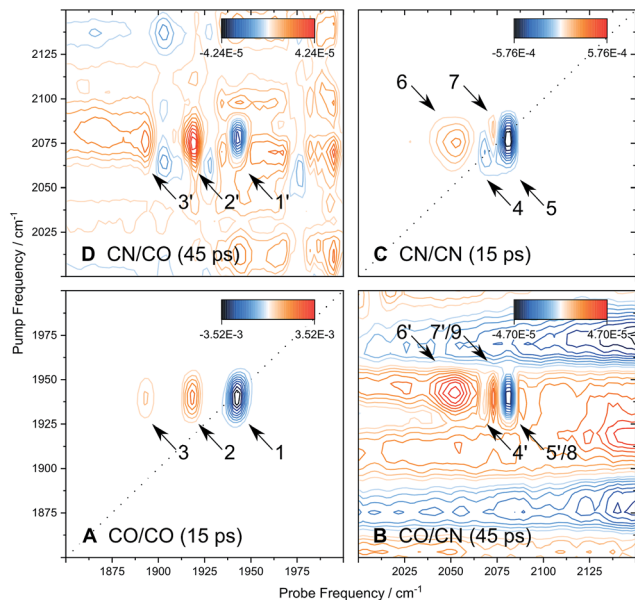 2125
2100
2075
2050
2025
-4.24E-5 4.24E-5
3' 2' 1'
D CN/CO (45 ps)
-5.76E-4 5.76E-4
6 7
4 5
C CN/CN (15 ps)
Pump Frequency / cm⁻¹
1975
1950
1925
1900
1875
-3.52E-3 3.52E-3
3 2 1
A CO/CO (15 ps)
1875 1900 1925 1950 1975
-4.70E-5 4.70E-5
6' 7'/9
4' 5'/8
B CO/CN (45 ps)
2025 2050 2075 2100 2125
Probe Frequency / cm⁻¹